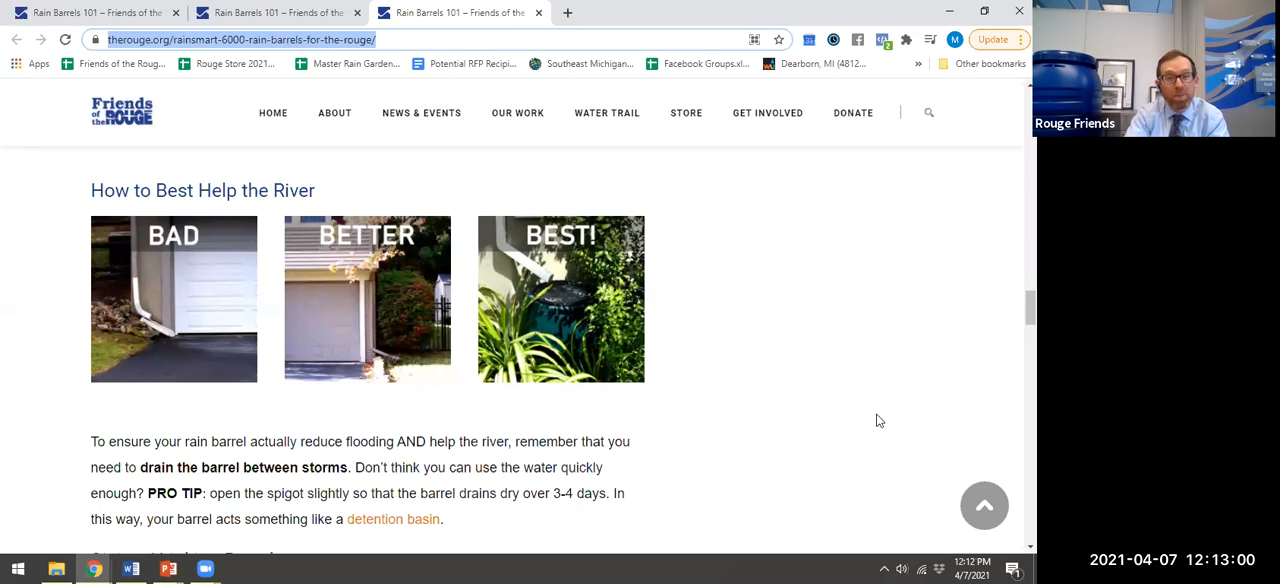 Rain Barrels 101 – Friends of the
Rain Barrels 101 – Friends of the
Rain Barrels 101 – Friends of the
therouge.org/rainsmart-6000-rain-barrels-for-the-rouge/
2
M
Update
Apps
Friends of the Roug...
Rouge Store 2021...
Master Rain Garden...
Potential RFP Recipi...
Southeast Michigan...
Facebook Groups.xl...
Dearborn, MI (4812...
»
Other bookmarks
Friends
of the ROUGE
HOME
ABOUT
NEWS & EVENTS
OUR WORK
WATER TRAIL
STORE
GET INVOLVED
DONATE
Rouge Friends
How to Best Help the River
BAD
BETTER
BEST!
To ensure your rain barrel actually reduce flooding AND help the river, remember that you
need to drain the barrel between storms. Don’t think you can use the water quickly
enough? PRO TIP: open the spigot slightly so that the barrel drains dry over 3-4 days. In
this way, your barrel acts something like a detention basin.
12:12 PM
4/7/2021
1
2021-04-07 12:13:00